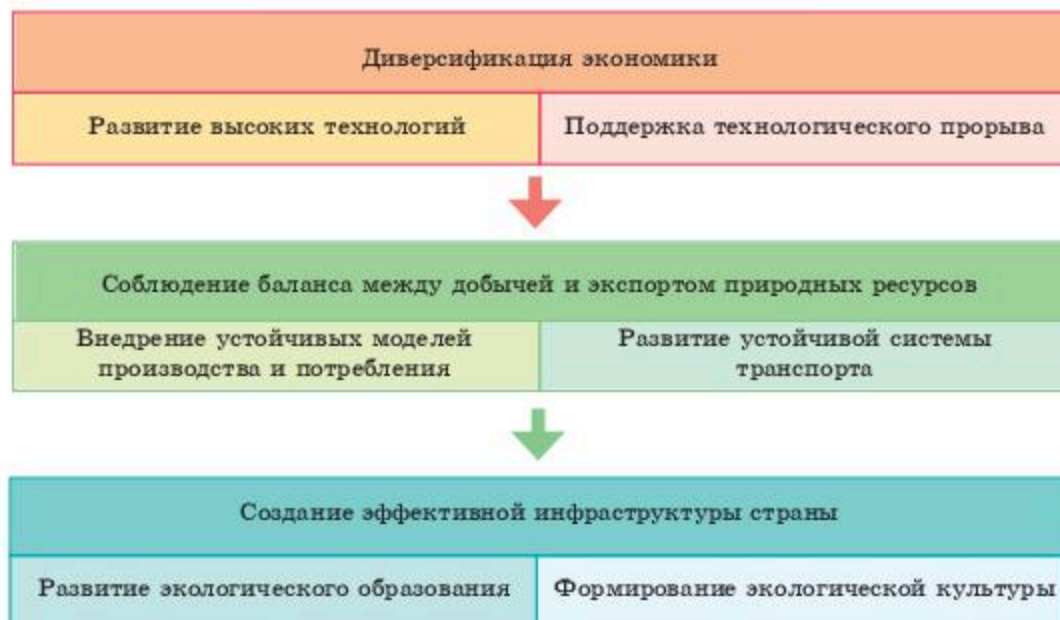 Диверсификация экономики
Развитие высоких технологий
Поддержка технологического прорыва
Соблюдение баланса между добычей и экспортом природных ресурсов
Внедрение устойчивых моделей
производства и потребления
Развитие устойчивой системы
транспорта
Создание эффективной инфраструктуры страны
Развитие экологического образования
Формирование экологической культуры